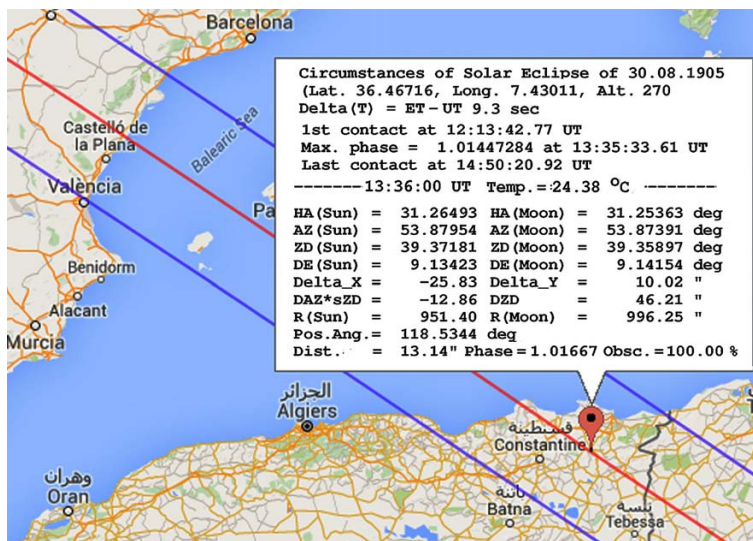 Barcelona
Circumstances of Solar Eclipse of 30.08.1905
(Lat. 36.46716, Long. 7.43011, Alt. 270
Delta(T) = ET-UT 9.3 sec
1st contact at 12:13:42.77 UT
Max. phase = 1.01447284 at 13:35:33.61 UT
Last contact at 14:50:20.92 UT
-------13:36:00 UT Temp.=24.38 °C -------
HA(Sun) = 31.26493 HA(Moon) = 31.25363 deg
AZ(Sun) = 53.87954 AZ(Moon) = 53.87391 deg
ZD(Sun) = 39.37181 ZD(Moon) = 39.35897 deg
DE(Sun) = 9.13423 DE(Moon) = 9.14154 deg
Delta_X = -25.83 Delta_Y = 10.02 "
DAZ*sZD = -12.86 DZD = 46.21 "
R(Sun) = 951.40 R(Moon) = 996.25 "
Pos.Ang.= 118.5344 deg
Dist. = 13.14" Phase=1.01667 Obsc.=100.00 %
Castelló de
la Plana
Balearic Sea
València
Pa
Benidorm
Alacant
Murcia
الجزائر
Algiers
قسنطينة
Constantine
وهران
Oran
باتنة
Batna
تبسة
Tebessa